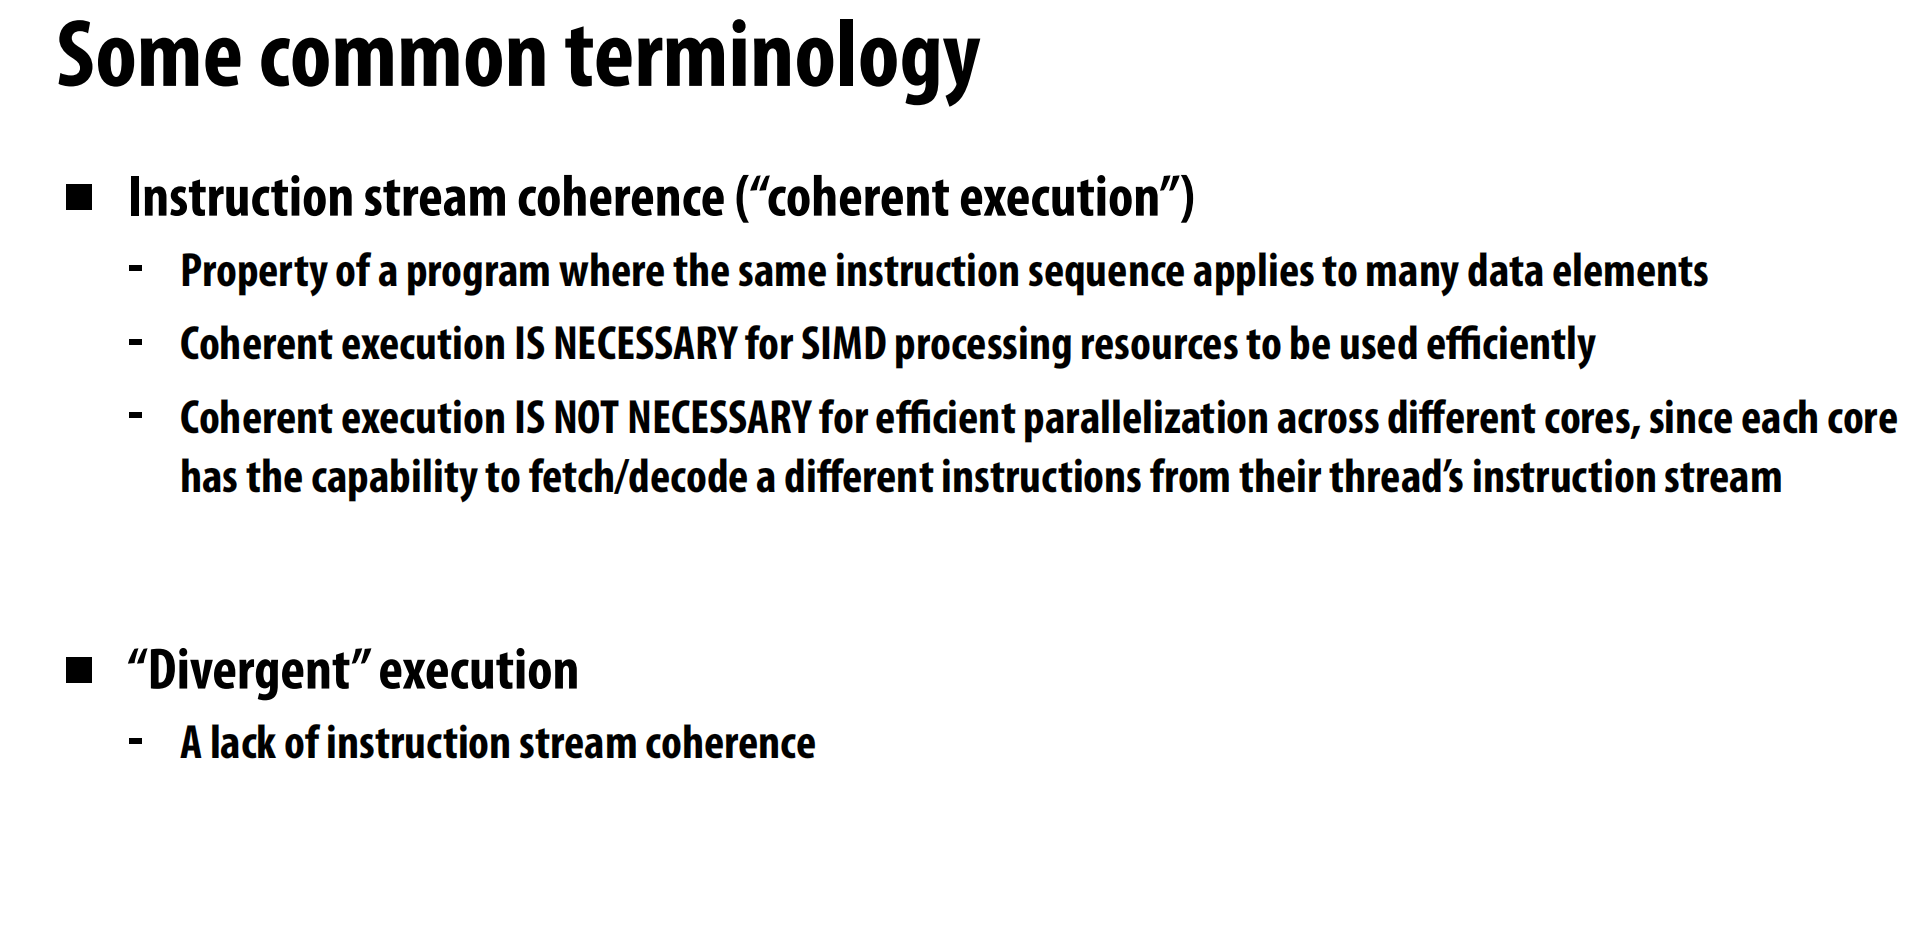 Some common terminology
■ Instruction stream coherence (“coherent execution”)
- Property of a program where the same instruction sequence applies to many data elements
- Coherent execution IS NECESSARY for SIMD processing resources to be used efficiently
- Coherent execution IS NOT NECESSARY for efficient parallelization across different cores, since each core
has the capability to fetch/decode a different instructions from their thread’s instruction stream
■ “Divergent” execution
- A lack of instruction stream coherence